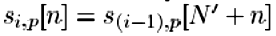 $s_{i,p}[n] = s_{(i-1),p}[N' + n]$